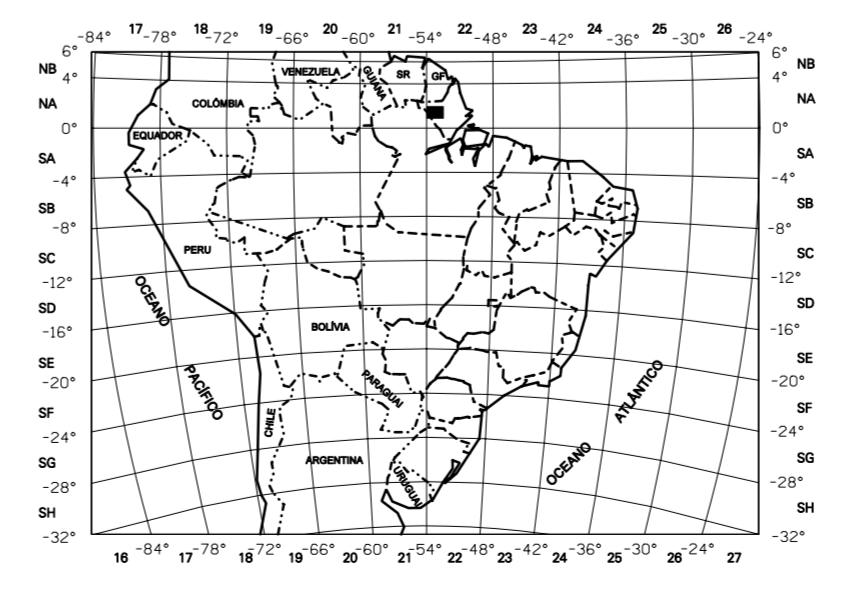 17 18 19 20 21 22 23 24 25 26
-84° -78° -72° -66° -60° -54° -48° -42° -36° -30° -24°
6° 6°
NB NB
4° 4°
NA NA
0° 0°
SA SA
-4° -4°
SB SB
-8° -8°
SC SC
-12° -12°
SD SD
-16° -16°
SE SE
-20° -20°
SF SF
-24° -24°
SG SG
-28° -28°
SH SH
-32° -32°
VENEZUELA
GUIANA
SR
GF
COLÔMBIA
EQUADOR
PERU
BOLÍVIA
PARAGUAI
CHILE
ARGENTINA
URUGUAI
OCEANO
PACÍFICO
OCEANO
ATLÂNTICO
-84° -78° -72° -66° -60° -54° -48° -42° -36° -30° -24°
16 17 18 19 20 21 22 23 24 25 26 27